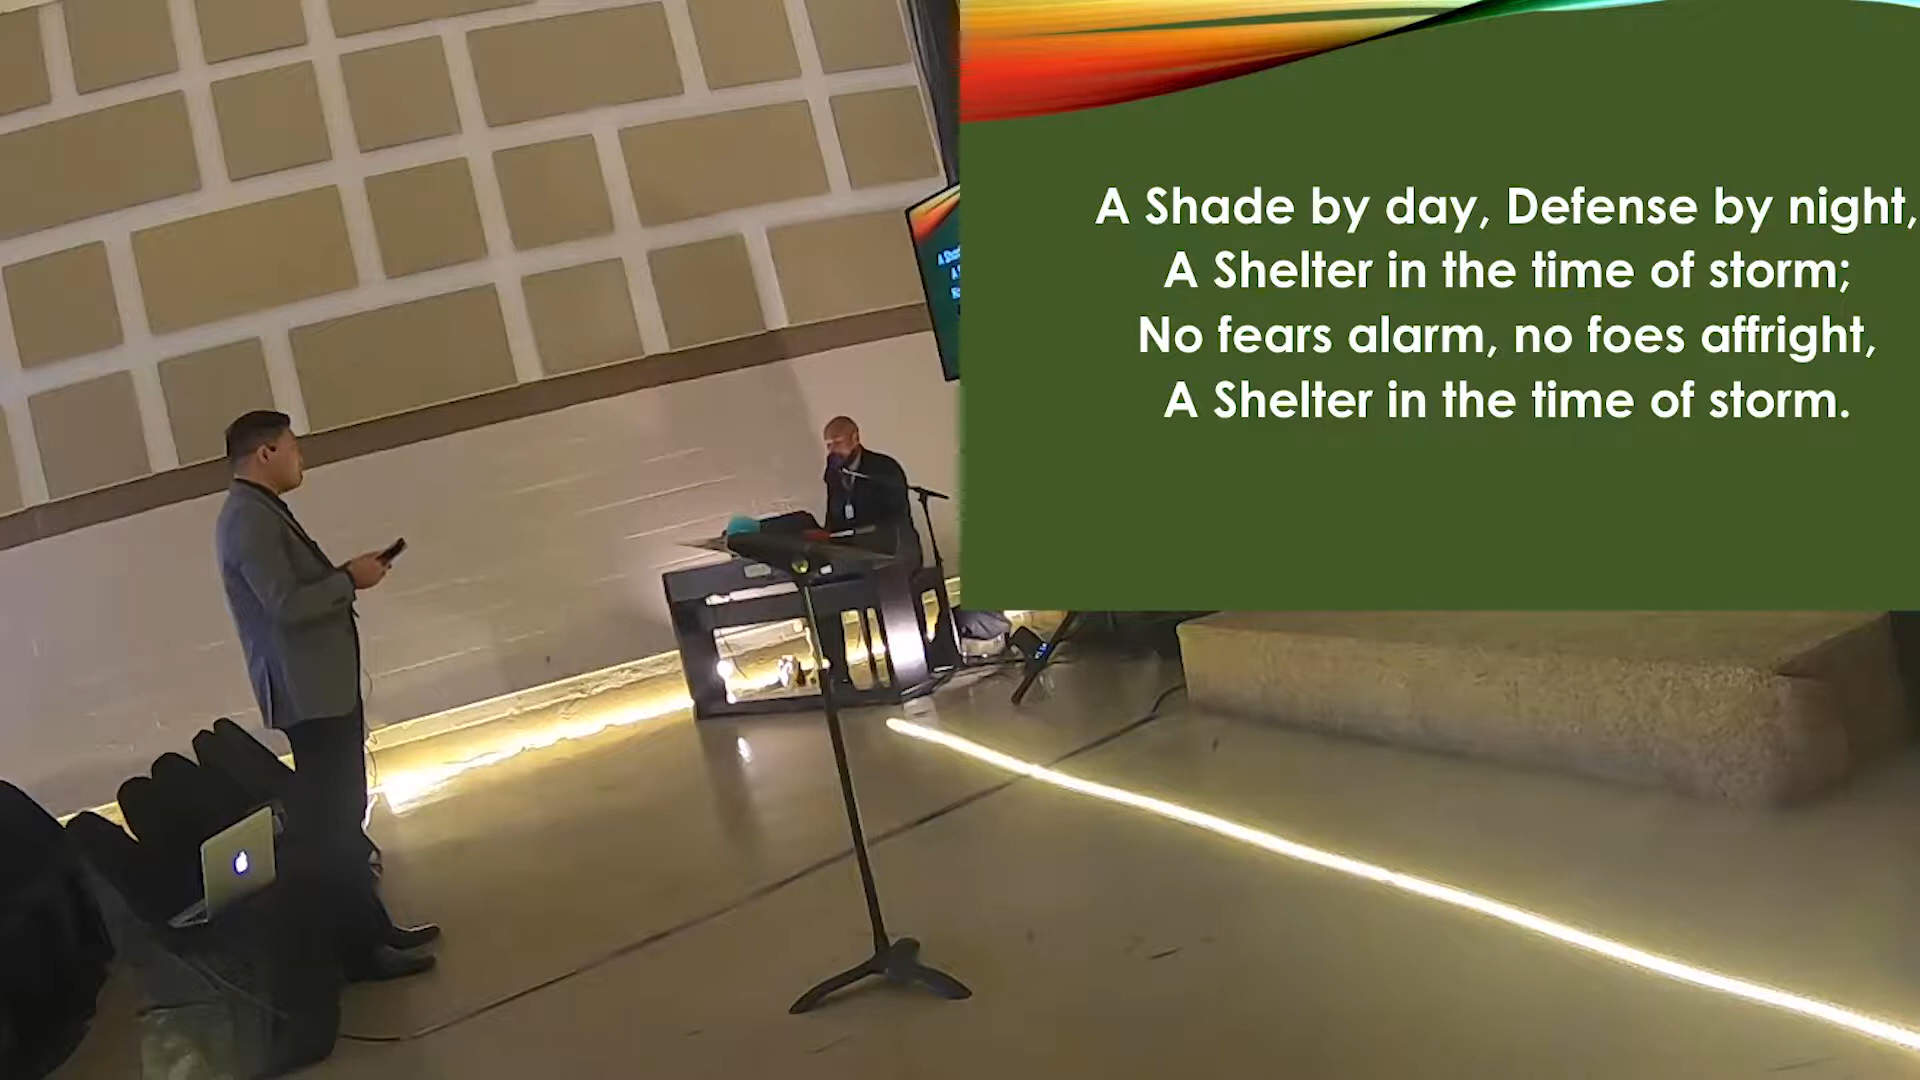 A Shade by day, Defense by night,
A Shelter in the time of storm;
No fears alarm, no foes affright,
A Shelter in the time of storm.